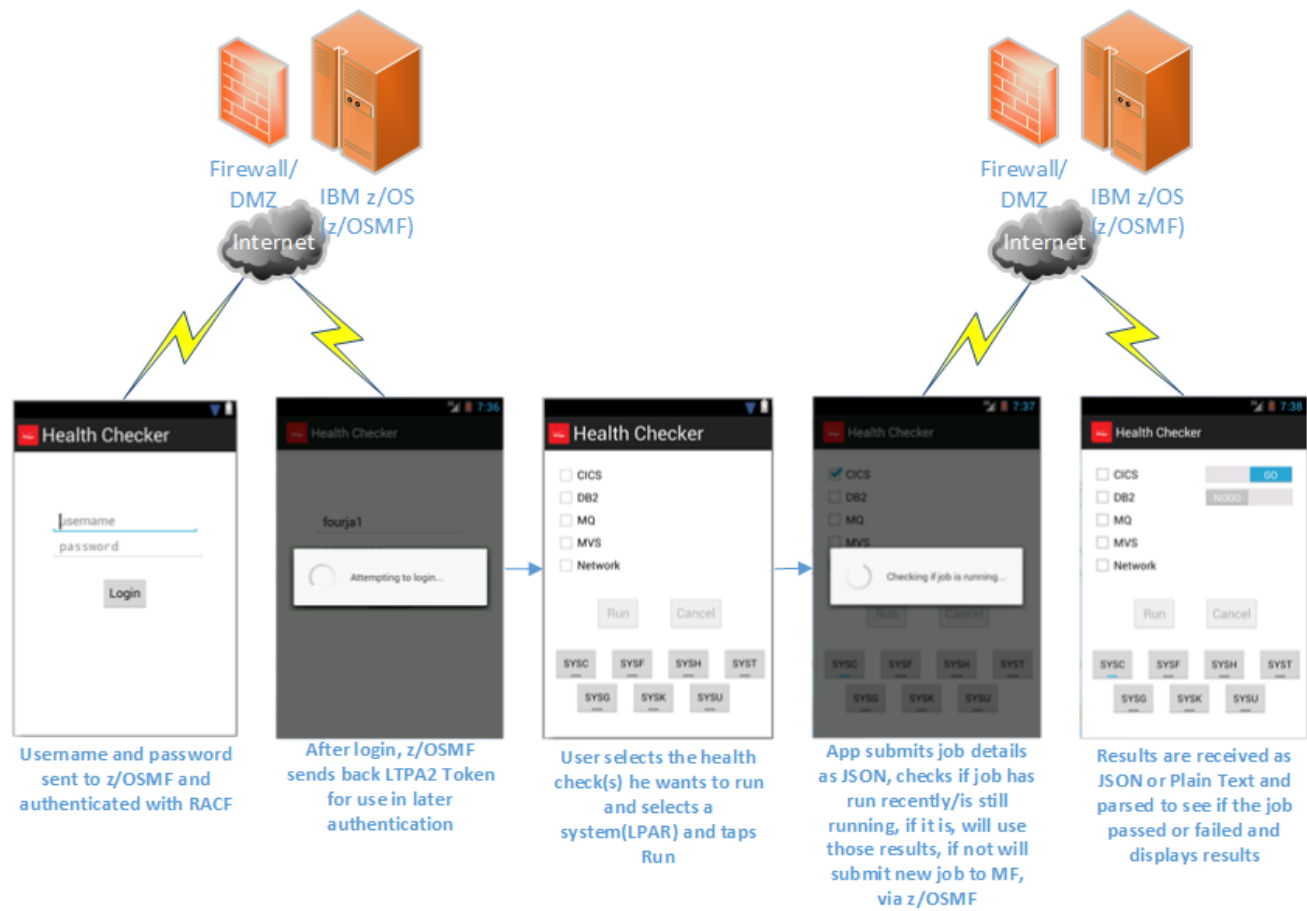 Firewall/
DMZ
IBM z/OS
(z/OSMF)
Internet
Firewall/
DMZ
IBM z/OS
(z/OSMF)
Internet
Health Checker
username
password
Login
Username and password
sent to z/OSMF and
authenticated with RACF
7:36
Health Checker
fourja1
Attempting to login...
After login, z/OSMF
sends back LTPA2 Token
for use in later
authentication
Health Checker
CICS
DB2
MQ
MVS
Network
Run
Cancel
SYSC
SYSF
SYSH
SYST
SYSG
SYSK
SYSU
User selects the health
check(s) he wants to run
and selects a
system(LPAR) and taps
Run
7:37
Health Checker
CICS
DB2
MQ
MVS
Checking if job is running...
Run
Cancel
SYSC
SYSF
SYSH
SYST
SYSG
SYSK
SYSU
App submits job details
as JSON, checks if job has
run recently/is still
running, if it is, will use
those results, if not will
submit new job to MF,
via z/OSMF
7:38
Health Checker
CICS
GO
DB2
NOGO
MQ
MVS
Network
Run
Cancel
SYSC
SYSF
SYSH
SYST
SYSG
SYSK
SYSU
Results are received as
JSON or Plain Text and
parsed to see if the job
passed or failed and
displays results